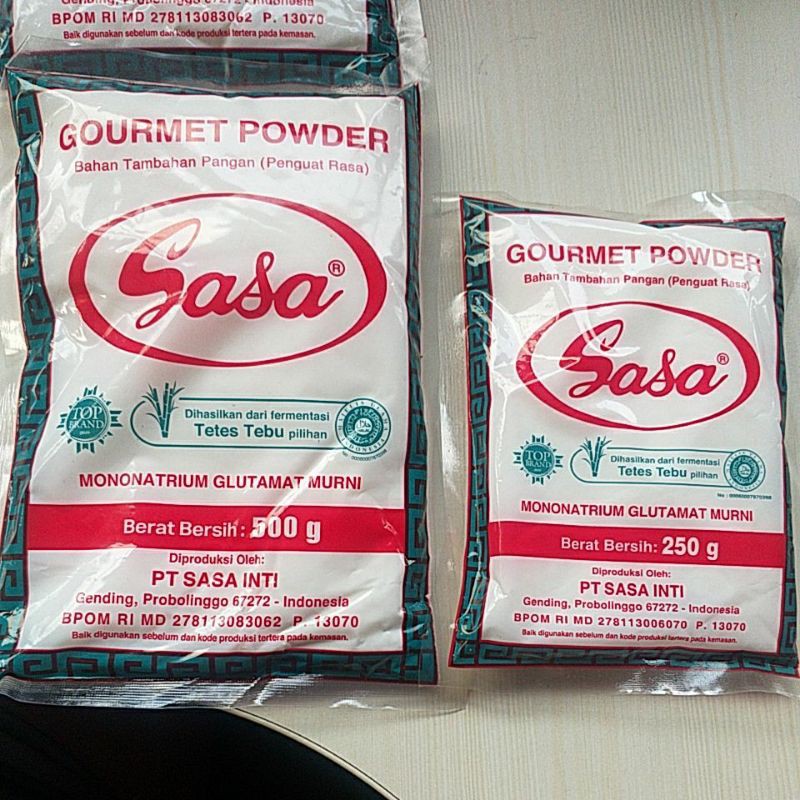 Gending, Probolinggo 67272 - Indonesia
BPOM RI MD 278113083062 P. 13070
Baik digunakan sebelum dan kode produksi tertera pada kemasan.
GOURMET POWDER
Bahan Tambahan Pangan (Penguat Rasa)
Sasa®
TOP
BRAND
Dihasilkan dari fermentasi
Tetes Tebu pilihan
MONONATRIUM GLUTAMAT MURNI
Berat Bersih: 500 g
Diproduksi Oleh:
PT SASA INTI
Gending, Probolinggo 67272 - Indonesia
BPOM RI MD 278113083062 P. 13070
Baik digunakan sebelum dan kode produksi tertera pada kemasan.
GOURMET POWDER
Bahan Tambahan Pangan (Penguat Rasa)
Sasa®
TOP
BRAND
Dihasilkan dari fermentasi
Tetes Tebu pilihan
MONONATRIUM GLUTAMAT MURNI
Berat Bersih: 250 g
Diproduksi Oleh:
PT SASA INTI
Gending, Probolinggo 67272 - Indonesia
BPOM RI MD 278113006070 P. 13070
Baik digunakan sebelum dan kode produksi tertera pada kemasan.